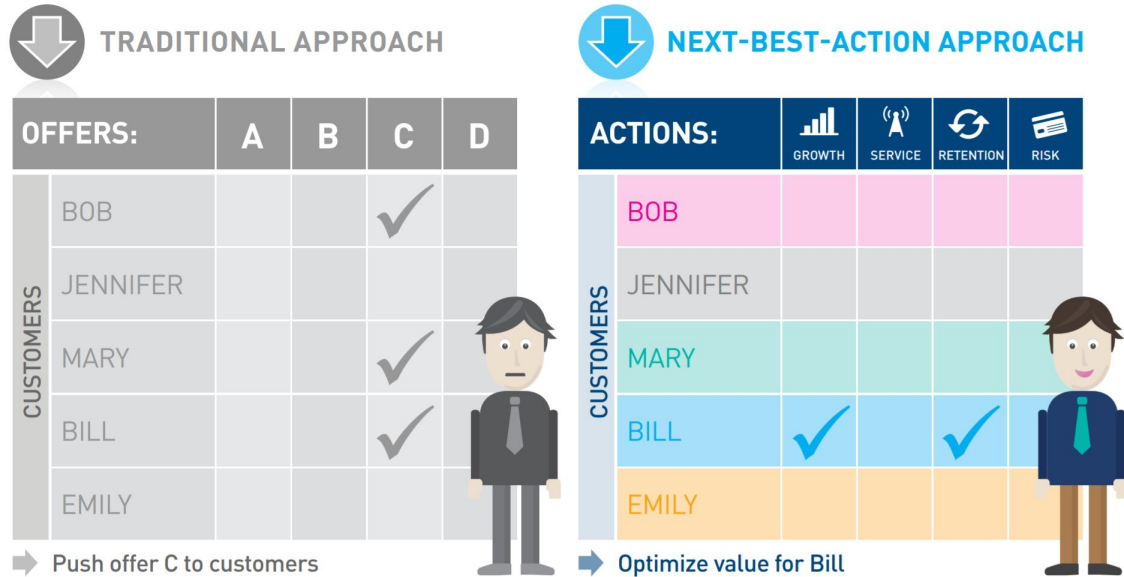 TRADITIONAL APPROACH
OFFERS: A B C D
CUSTOMERS
BOB
JENNIFER
MARY
BILL
EMILY
Push offer C to customers
NEXT-BEST-ACTION APPROACH
ACTIONS: GROWTH SERVICE RETENTION RISK
CUSTOMERS
BOB
JENNIFER
MARY
BILL
EMILY
Optimize value for Bill